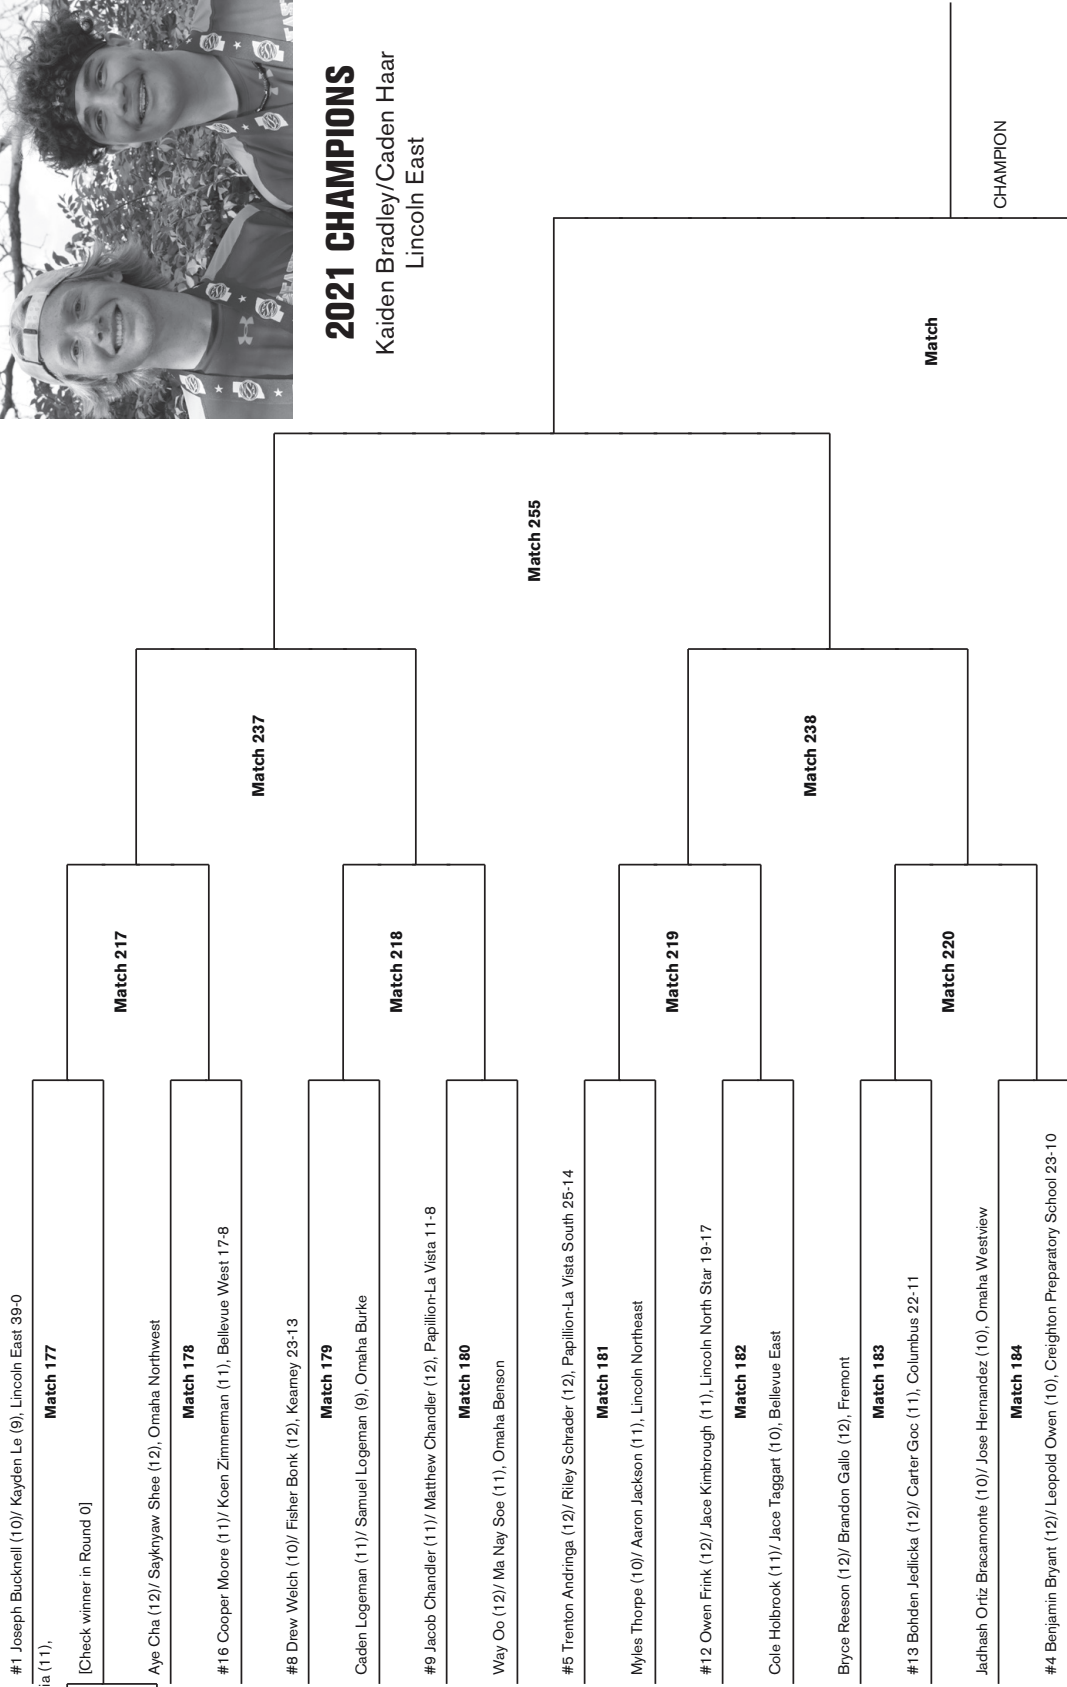 2021 CHAMPIONS
Kaiden Bradley/Caden Haar
Lincoln East
#1 Joseph Bucknell (10)/ Kayden Le (9), Lincoln East 39-0
Match 177
ia (11),
[Check winner in Round 0]
Aye Cha (12)/ Sayknyaw Shee (12), Omaha Northwest
Match 178
#16 Cooper Moore (11)/ Koen Zimmerman (11), Bellevue West 17-8
#8 Drew Welch (10)/ Fisher Bonk (12), Kearney 23-13
Match 179
Caden Logeman (11)/ Samuel Logeman (9), Omaha Burke
#9 Jacob Chandler (11)/ Matthew Chandler (12), Papillion-La Vista 11-8
Match 180
Way Oo (12)/ Ma Nay Soe (11), Omaha Benson
#5 Trenton Andringa (12)/ Riley Schrader (12), Papillion-La Vista South 25-14
Match 181
Myles Thorpe (10)/ Aaron Jackson (11), Lincoln Northeast
#12 Owen Frink (12)/ Jace Kimbrough (11), Lincoln North Star 19-17
Match 182
Cole Holbrook (11)/ Jace Taggart (10), Bellevue East
Bryce Reeson (12)/ Brandon Gallo (12), Fremont
Match 183
#13 Bohden Jedlicka (12)/ Carter Goc (11), Columbus 22-11
Jadhash Ortiz Bracamonte (10)/ Jose Hernandez (10), Omaha Westview
Match 184
#4 Benjamin Bryant (12)/ Leopold Owen (10), Creighton Preparatory School 23-10
Match 217
Match 218
Match 219
Match 220
Match 237
Match 238
Match 255
Match
CHAMPION